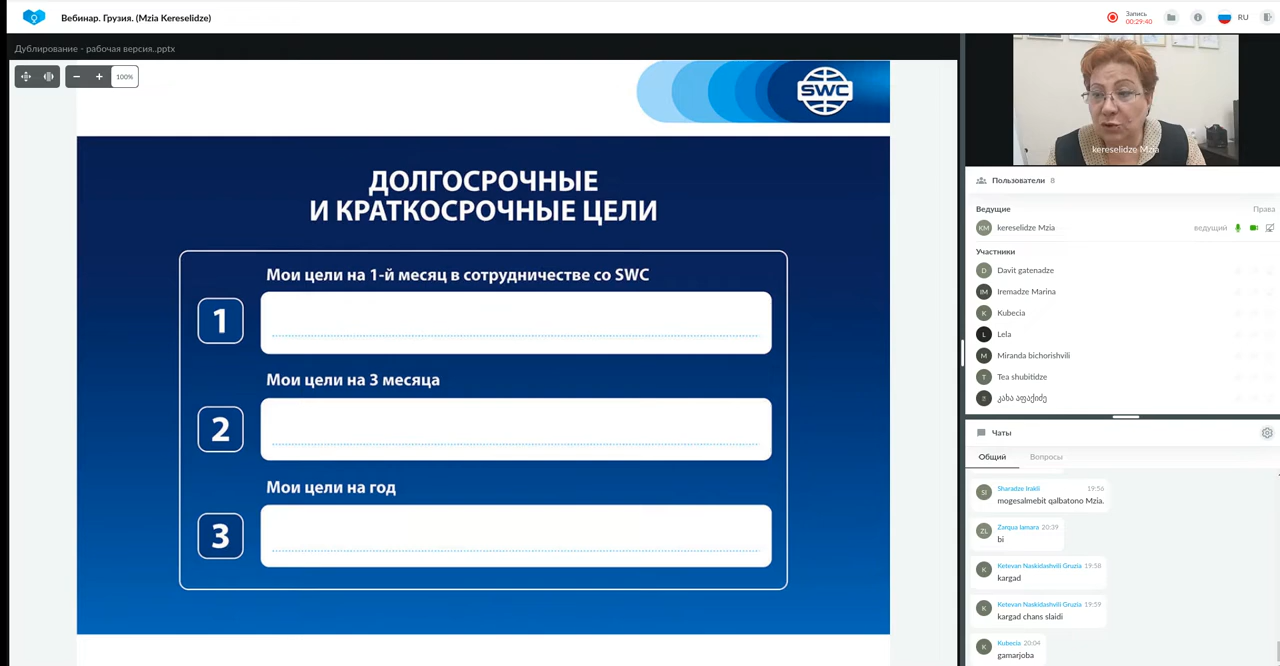 Вебинар. Грузия. (Mzia Kereselidze)
Запись
00:29:40
RU
Дублирование - рабочая версия..pptx
100%
SWC
ДОЛГОСРОЧНЫЕ
И КРАТКОСРОЧНЫЕ ЦЕЛИ
Мои цели на 1-й месяц в сотрудничестве со SWC
1
Мои цели на 3 месяца
2
Мои цели на год
3
kereselidze Mzia
Пользователи 8
Ведущие Права
KM kereselidze Mzia ведущий
Участники
D Davit gatenadze
IM Iremadze Marina
K Kubecia
L Lela
M Miranda bichorishvili
T Tea shubitidze
კახა აფაქიძე
Чаты
Общий Вопросы
SI Sharadze Irakli 19:56
mogesalmebit qalbatono Mzia.
ZL Zarqua lamara 20:39
bi
K Ketevan Naskidashvili Gruzia 19:58
kargad
K Ketevan Naskidashvili Gruzia 19:59
kargad chans slaidi
K Kubecia 20:04
gamarjoba